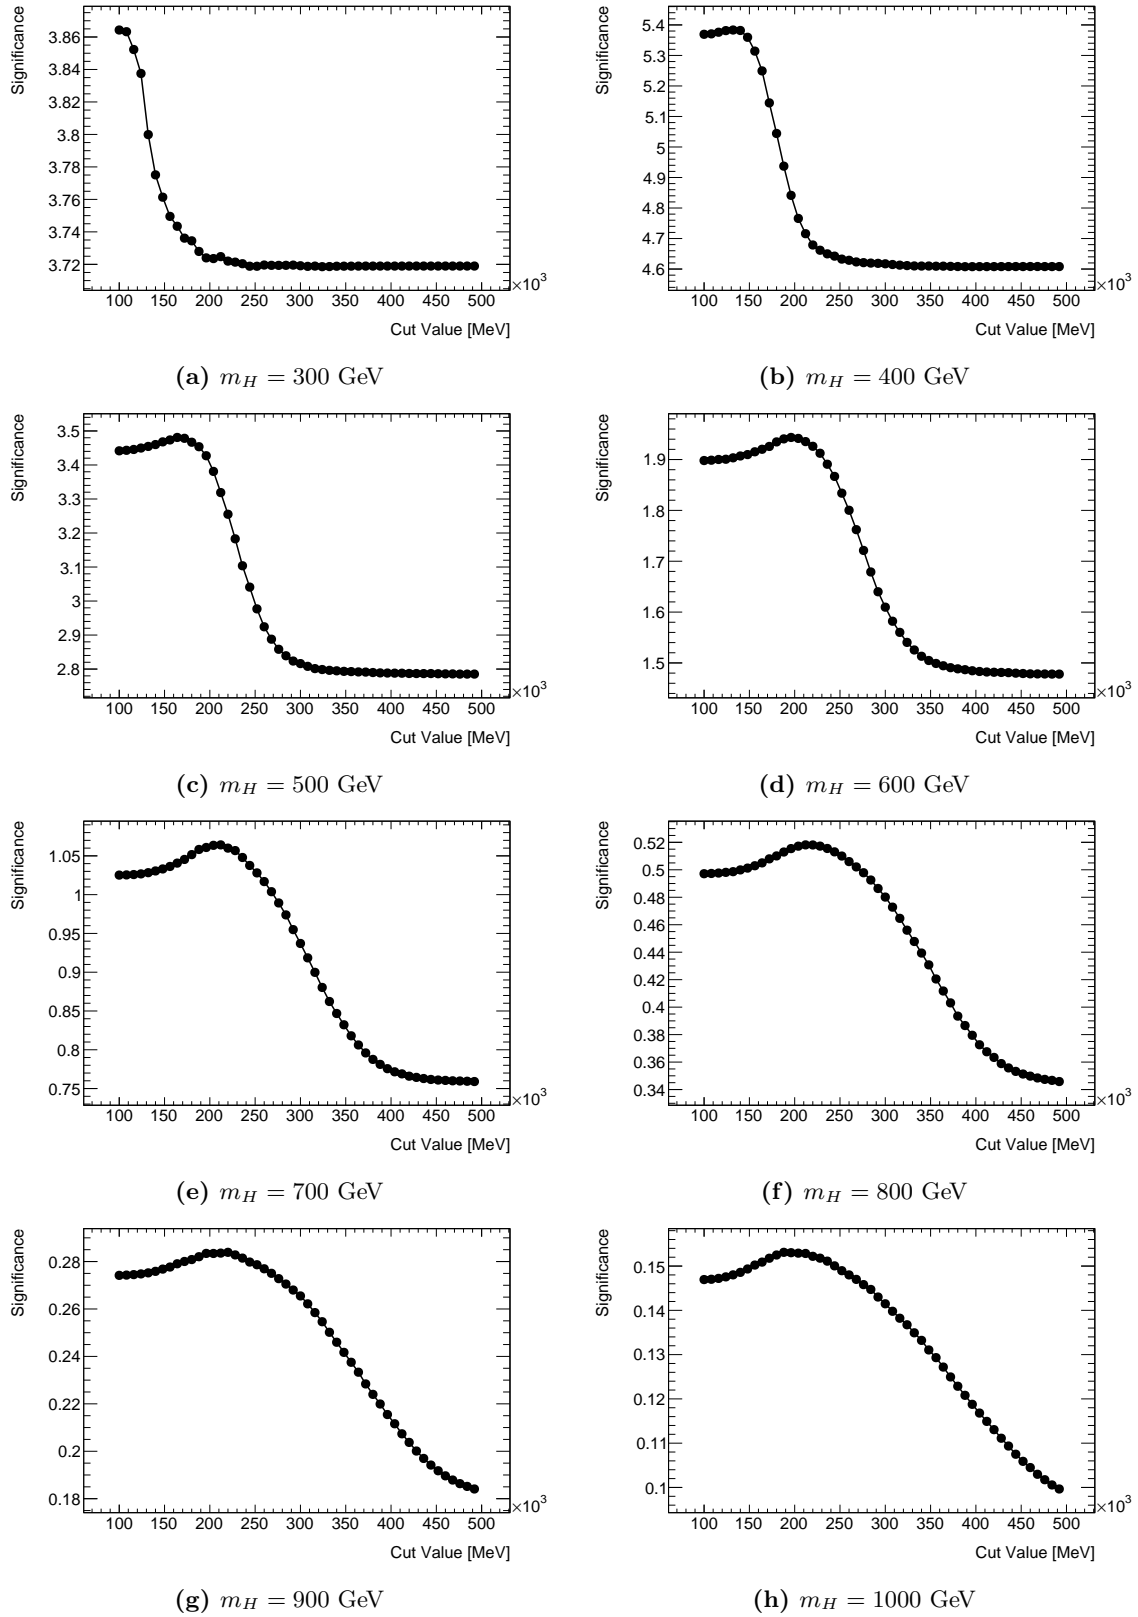 Significance
3.86
3.84
3.82
3.8
3.78
3.76
3.74
3.72
100 150 200 250 300 350 400 450 500
×10³
Cut Value [MeV]
(a) m_H = 300 GeV
Significance
5.4
5.3
5.2
5.1
5
4.9
4.8
4.7
4.6
100 150 200 250 300 350 400 450 500
×10³
Cut Value [MeV]
(b) m_H = 400 GeV
Significance
3.5
3.4
3.3
3.2
3.1
3
2.9
2.8
100 150 200 250 300 350 400 450 500
×10³
Cut Value [MeV]
(c) m_H = 500 GeV
Significance
1.9
1.8
1.7
1.6
1.5
100 150 200 250 300 350 400 450 500
×10³
Cut Value [MeV]
(d) m_H = 600 GeV
Significance
1.05
1
0.95
0.9
0.85
0.8
0.75
100 150 200 250 300 350 400 450 500
×10³
Cut Value [MeV]
(e) m_H = 700 GeV
Significance
0.52
0.5
0.48
0.46
0.44
0.42
0.4
0.38
0.36
0.34
100 150 200 250 300 350 400 450 500
×10³
Cut Value [MeV]
(f) m_H = 800 GeV
Significance
0.28
0.26
0.24
0.22
0.2
0.18
100 150 200 250 300 350 400 450 500
×10³
Cut Value [MeV]
(g) m_H = 900 GeV
Significance
0.15
0.14
0.13
0.12
0.11
0.1
100 150 200 250 300 350 400 450 500
×10³
Cut Value [MeV]
(h) m_H = 1000 GeV